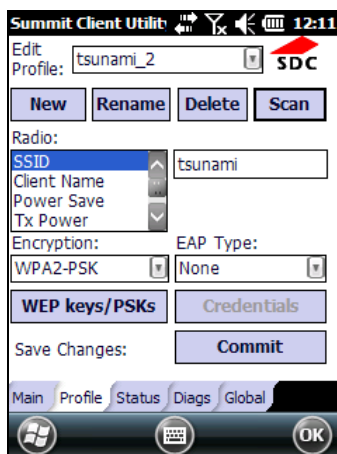 Summit Client Utilit 12:11
Edit Profile: tsunami_2 SDC
New Rename Delete Scan
Radio:
SSID tsunami
Client Name
Power Save
Tx Power
Encryption: EAP Type:
WPA2-PSK None
WEP keys/PSKs Credentials
Save Changes: Commit
Main Profile Status Diags Global
OK